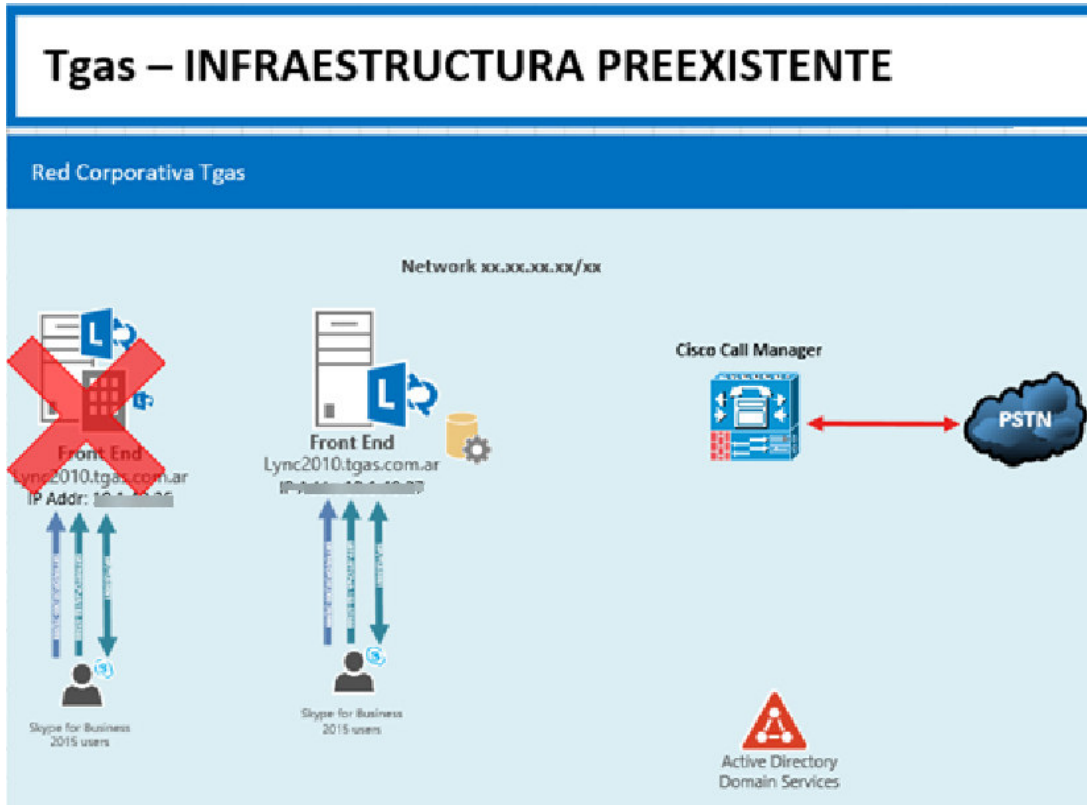 Tgas – INFRAESTRUCTURA PREEXISTENTE
Red Corporativa Tgas
Network xx.xx.xx.xx/xx
Front End
Lync2010.tgas.com.ar
IP Addr:
Skype for Business
2015 users
Front End
Lync2010.tgas.com.ar
Skype for Business
2015 users
Cisco Call Manager
PSTN
Active Directory
Domain Services